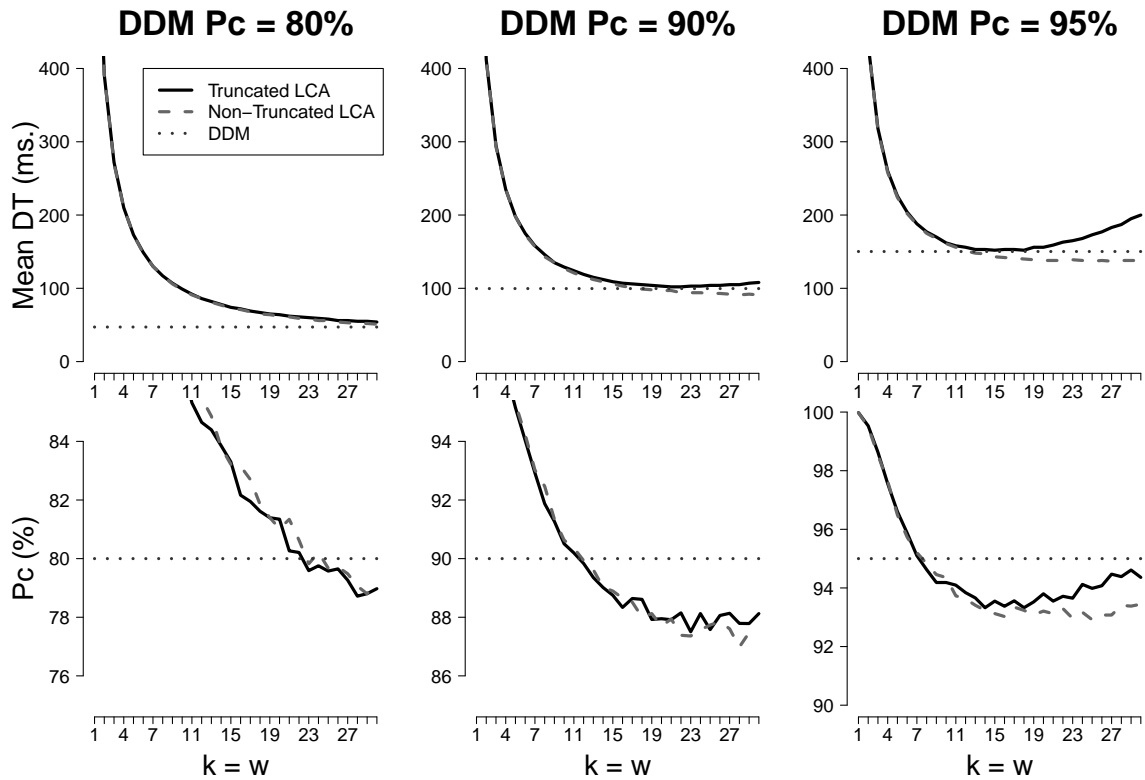 DDM Pc = 80%
DDM Pc = 90%
DDM Pc = 95%
Mean DT (ms.)
400
300
200
100
0
Truncated LCA
Non−Truncated LCA
DDM
1 4 7 11 15 19 23 27
400
300
200
100
0
1 4 7 11 15 19 23 27
400
300
200
100
0
1 4 7 11 15 19 23 27
Pc (%)
84
82
80
78
76
1 4 7 11 15 19 23 27
k = w
94
92
90
88
86
1 4 7 11 15 19 23 27
k = w
100
98
96
94
92
90
1 4 7 11 15 19 23 27
k = w